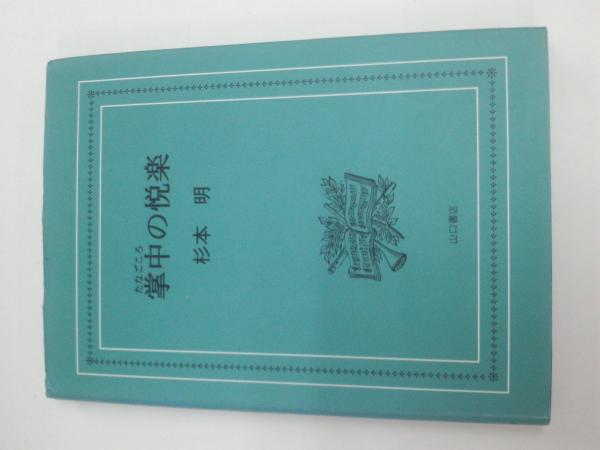 たなごころ
掌中の悦楽
杉本 明
山口書店